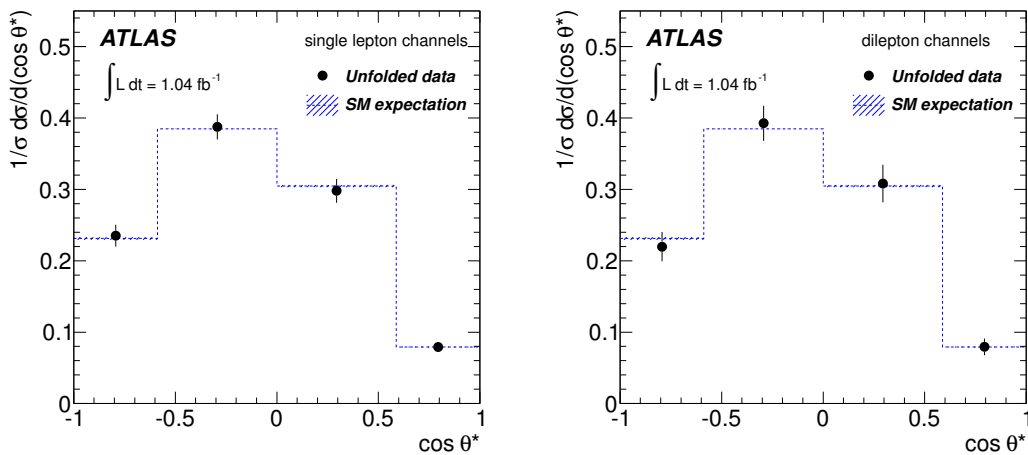 1/σ dσ/d(cos θ*)
0.5
0.4
0.3
0.2
0.1
0
ATLAS
single lepton channels
∫L dt = 1.04 fb⁻¹
Unfolded data
SM expectation
-1 -0.5 0 0.5 1
cos θ*
1/σ dσ/d(cos θ*)
0.5
0.4
0.3
0.2
0.1
0
ATLAS
dilepton channels
∫L dt = 1.04 fb⁻¹
Unfolded data
SM expectation
-1 -0.5 0 0.5 1
cos θ*